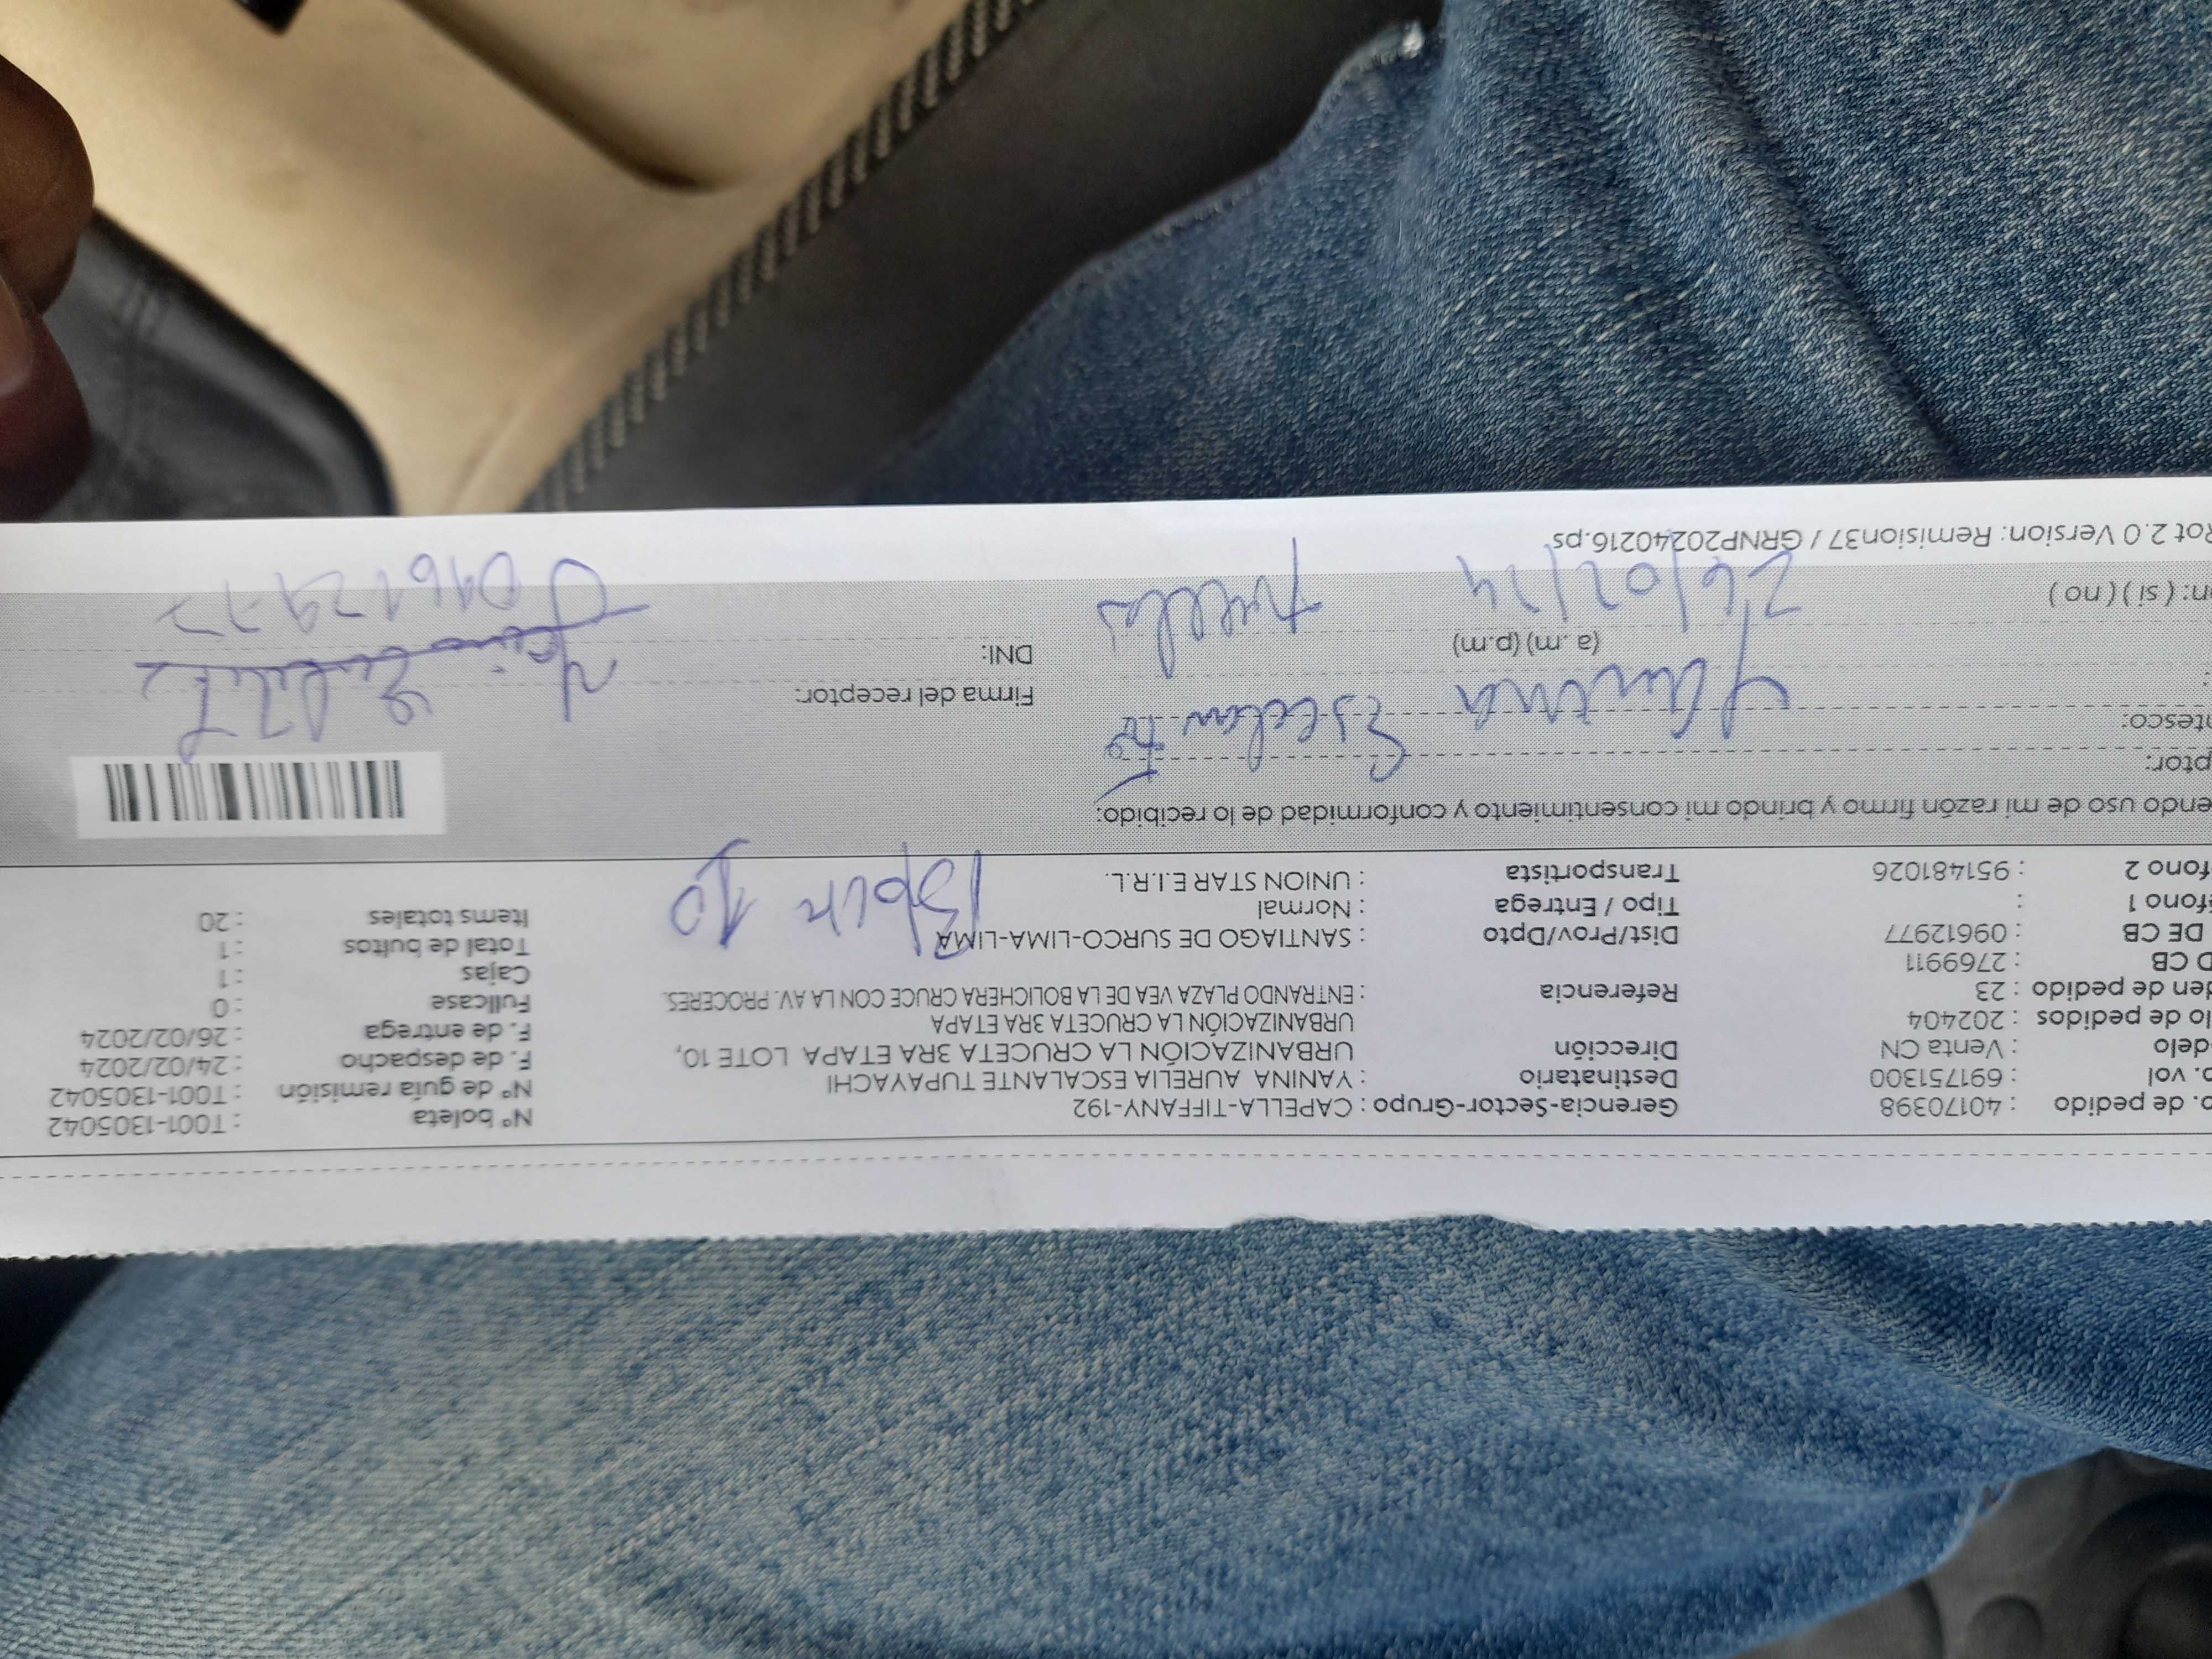 Nº boleta : T001-1305042
Nº de guía remisión : T001-1305042
F. de despacho : 24/02/2024
F. de entrega : 26/02/2024
Fullcase : 0
Cajas : 1
Total de bultos : 1
Items totales : 20
Gerencia-Sector-Grupo : CAPELLA-TIFFANY-192
Destinatario : YANINA AURELIA ESCALANTE TUPAYACHI
Dirección URBANIZACIÓN LA CRUCETA 3RA ETAPA LOTE 10,
URBANIZACIÓN LA CRUCETA 3RA ETAPA
Referencia : ENTRANDO PLAZA VEA DE LA BOLICHERA CRUCE CON LA AV. PROCERES.
Dist/Prov/Dpto : SANTIAGO DE SURCO-LIMA-LIMA
Tipo / Entrega : Normal
Transportista : UNION STAR E.I.R.L.
o. de pedido : 40170398
o. vol : 691751300
delo : Venta CN
lo de pedidos : 202404
den de pedido : 23
D CB : 2769911
DE CB : 09612977
efono 1 :
fono 2 : 951481026
endo uso de mi razón firmo y brindo mi consentimiento y conformidad de lo recibido:
ptor:
Yanina Escalante
tesco:
:
(a .m) (p.m)
n: ( si ) ( no )
26/02/24
Firma del receptor:
DNI:
09612977
Rot 2.0 Version: Remision37 / GRNP20240216.ps